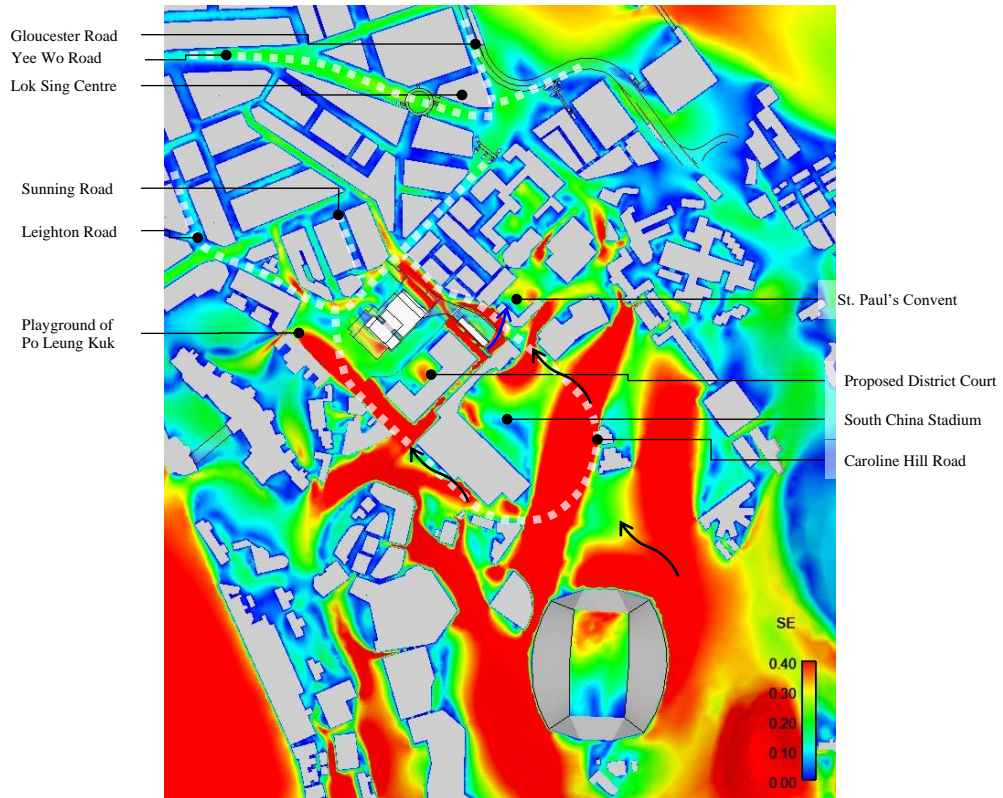 Gloucester Road
Yee Wo Road
Lok Sing Centre
Sunning Road
Leighton Road
Playground of
Po Leung Kuk
St. Paul's Convent
Proposed District Court
South China Stadium
Caroline Hill Road
SE
0.40
0.30
0.20
0.10
0.00